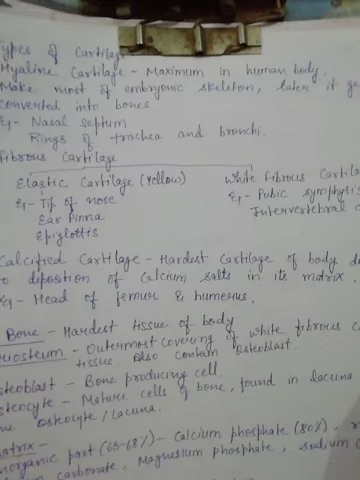 Types of Cartilage
Hyaline Cartilage - Maximum in human body.
Make most of embryonic skeleton, later it
converted into bones.
Eg - Nasal septum
Rings of trachea and bronchi.
Fibrous Cartilage
Elastic Cartilage (Yellow) White Fibrous
Eg - Tip of nose Eg - Pubic symphysis
Ear Pinna Intervertebral
Epiglottis
Calcified Cartilage - Hardest Cartilage of body
to deposition of Calcium salts in its matrix.
Eg - Head of femur & humerus.
Bone - Hardest tissue of body
- Outermost covering of white fibrous
tissue. Also contain osteoblast.
Osteoblast - Bone producing cell
Osteocyte - Mature cells of bone, found in lacuna
osteocyte/lacuna.
Matrix -
Inorganic part (65-68%) - Calcium phosphate (80%),
carbonate, Magnesium phosphate, sodium